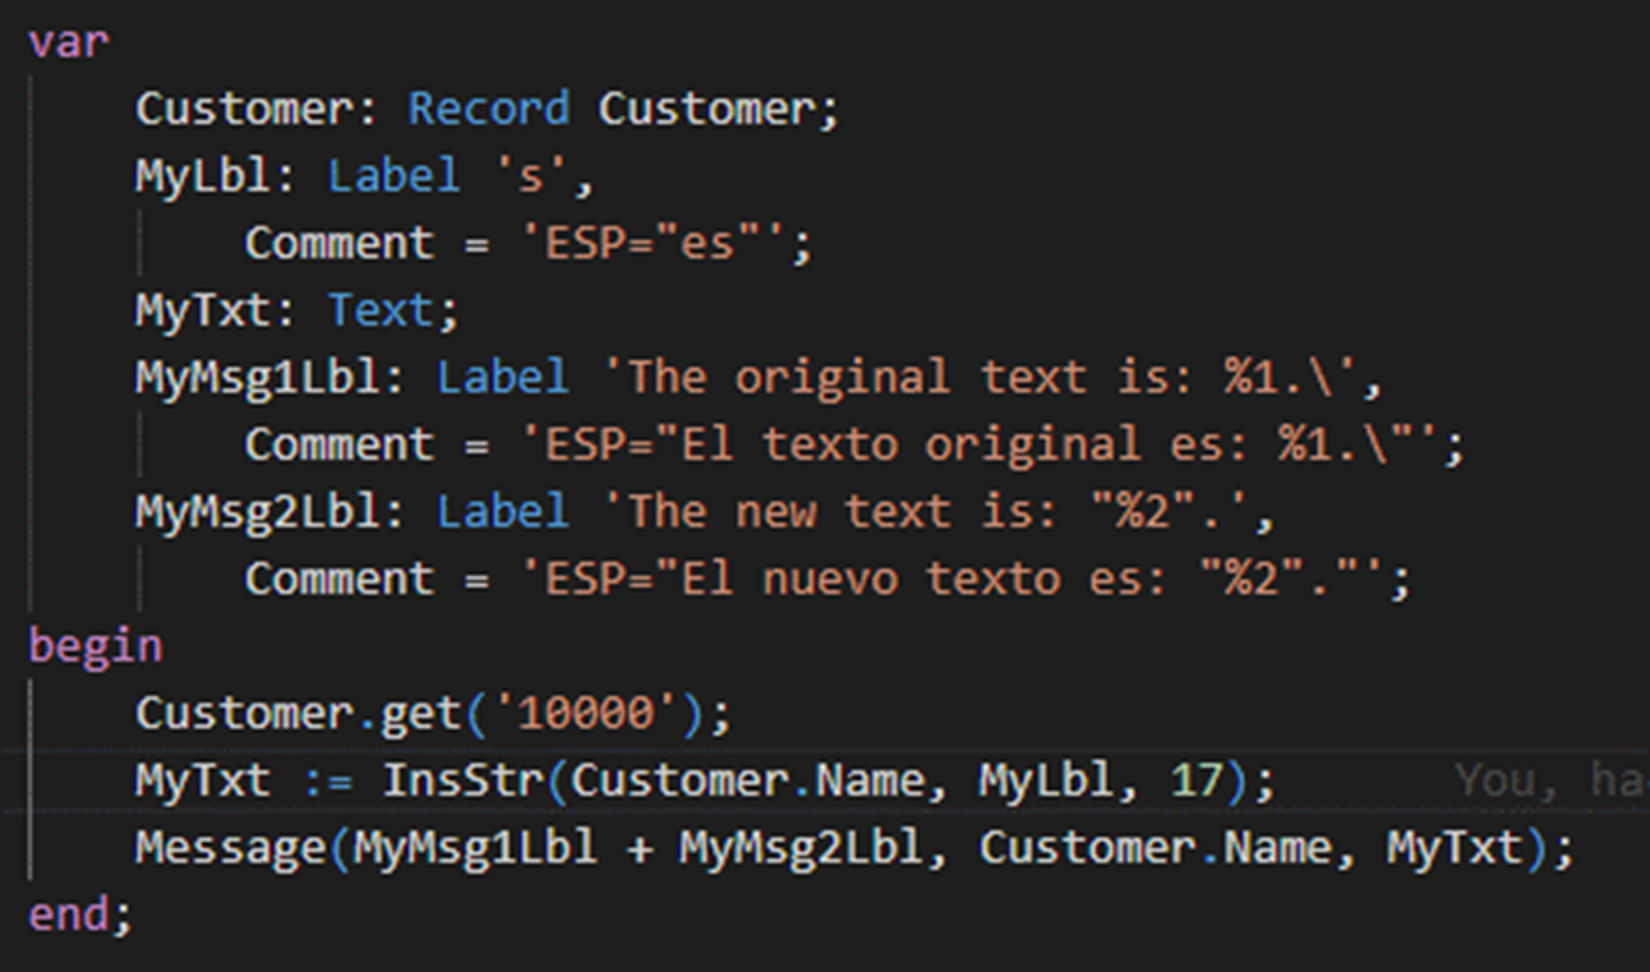 var
Customer: Record Customer;
MyLbl: Label 's',
Comment = 'ESP="es"';
MyTxt: Text;
MyMsg1Lbl: Label 'The original text is: %1.\',
Comment = 'ESP="El texto original es: %1.\"';
MyMsg2Lbl: Label 'The new text is: "%2".',
Comment = 'ESP="El nuevo texto es: "%2"."';
begin
Customer.get('10000');
MyTxt := InsStr(Customer.Name, MyLbl, 17); You, ha
Message(MyMsg1Lbl + MyMsg2Lbl, Customer.Name, MyTxt);
end;